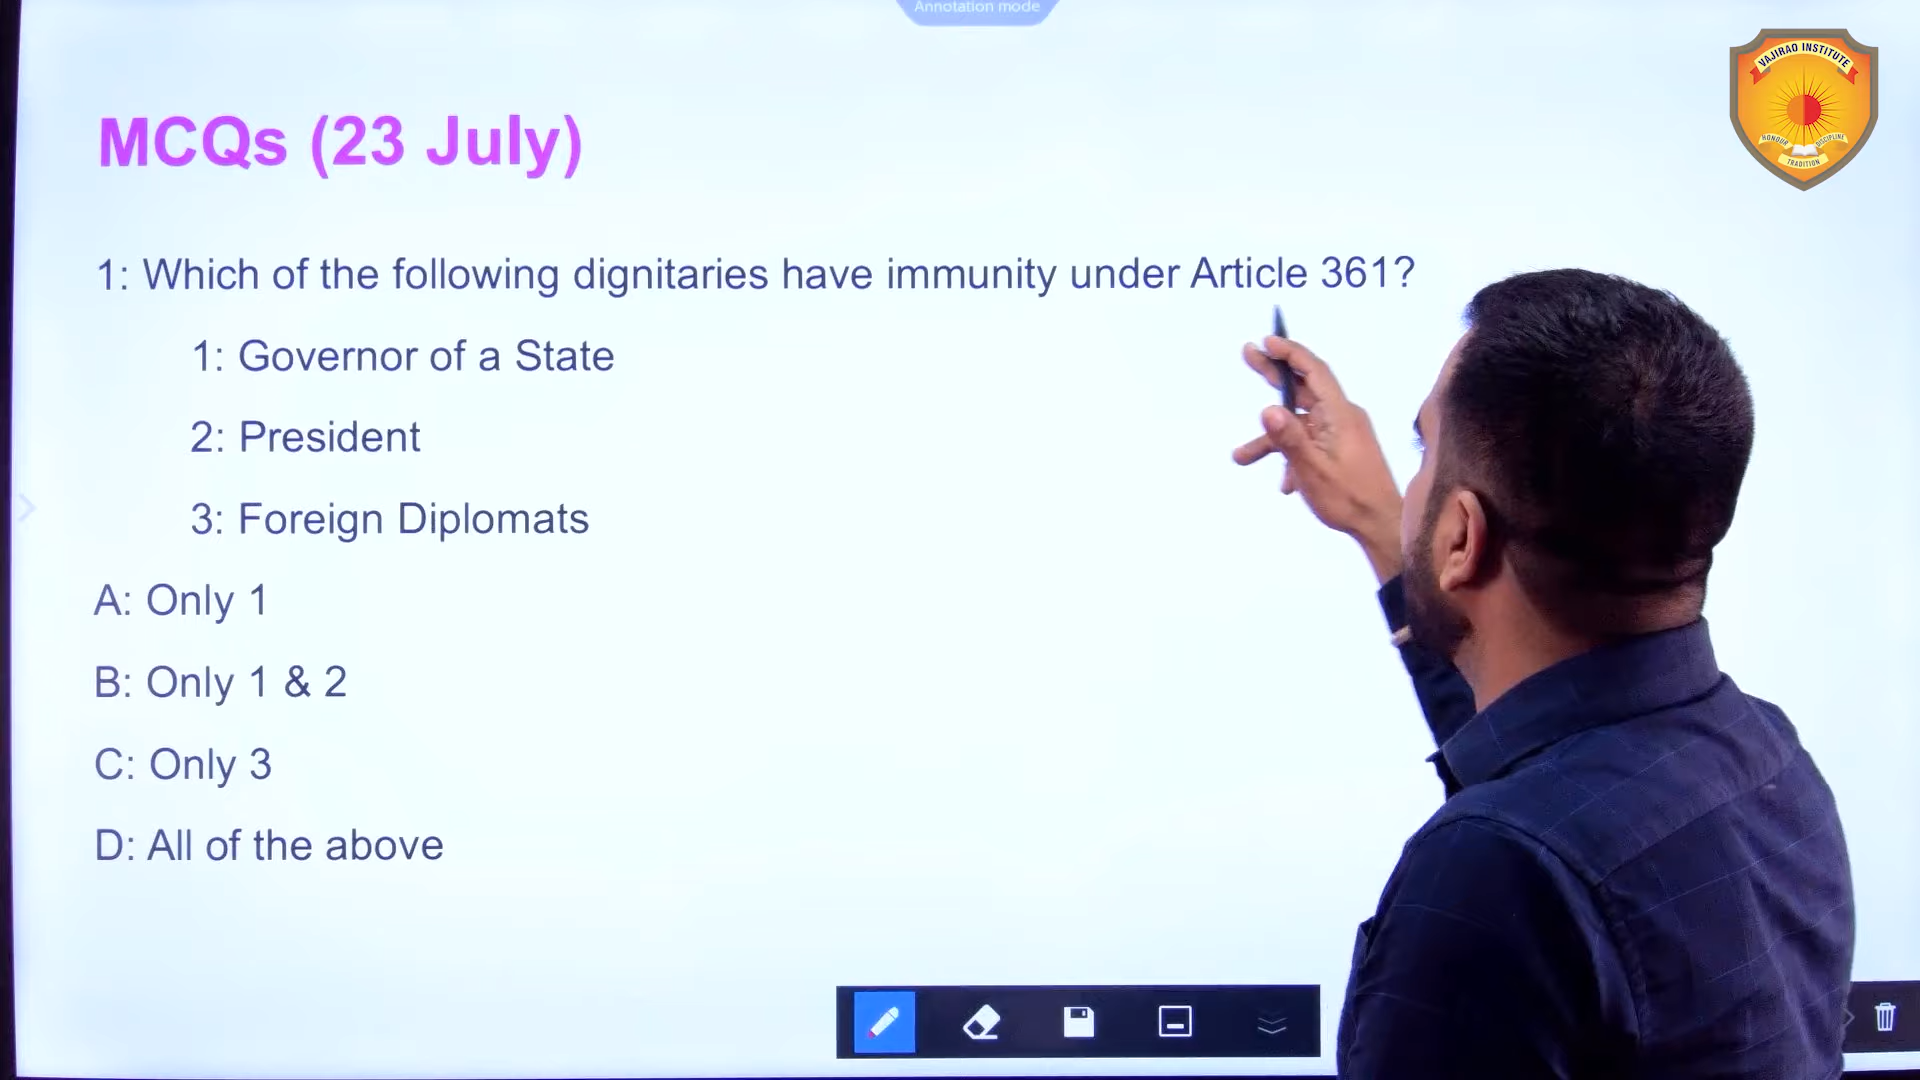 Annotation mode
VAJIRAO INSTITUTE
HONOUR
DISCIPLINE
TRADITION
MCQs (23 July)
1: Which of the following dignitaries have immunity under Article 361?
1: Governor of a State
2: President
3: Foreign Diplomats
A: Only 1
B: Only 1 & 2
C: Only 3
D: All of the above